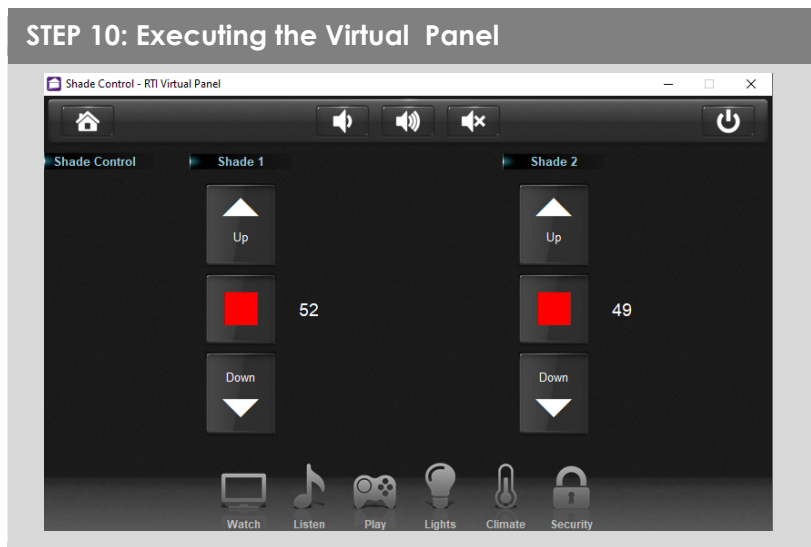 STEP 10: Executing the Virtual Panel
Shade Control - RTI Virtual Panel
Shade Control Shade 1 Shade 2
Up Up
52 49
Down Down
Watch Listen Play Lights Climate Security